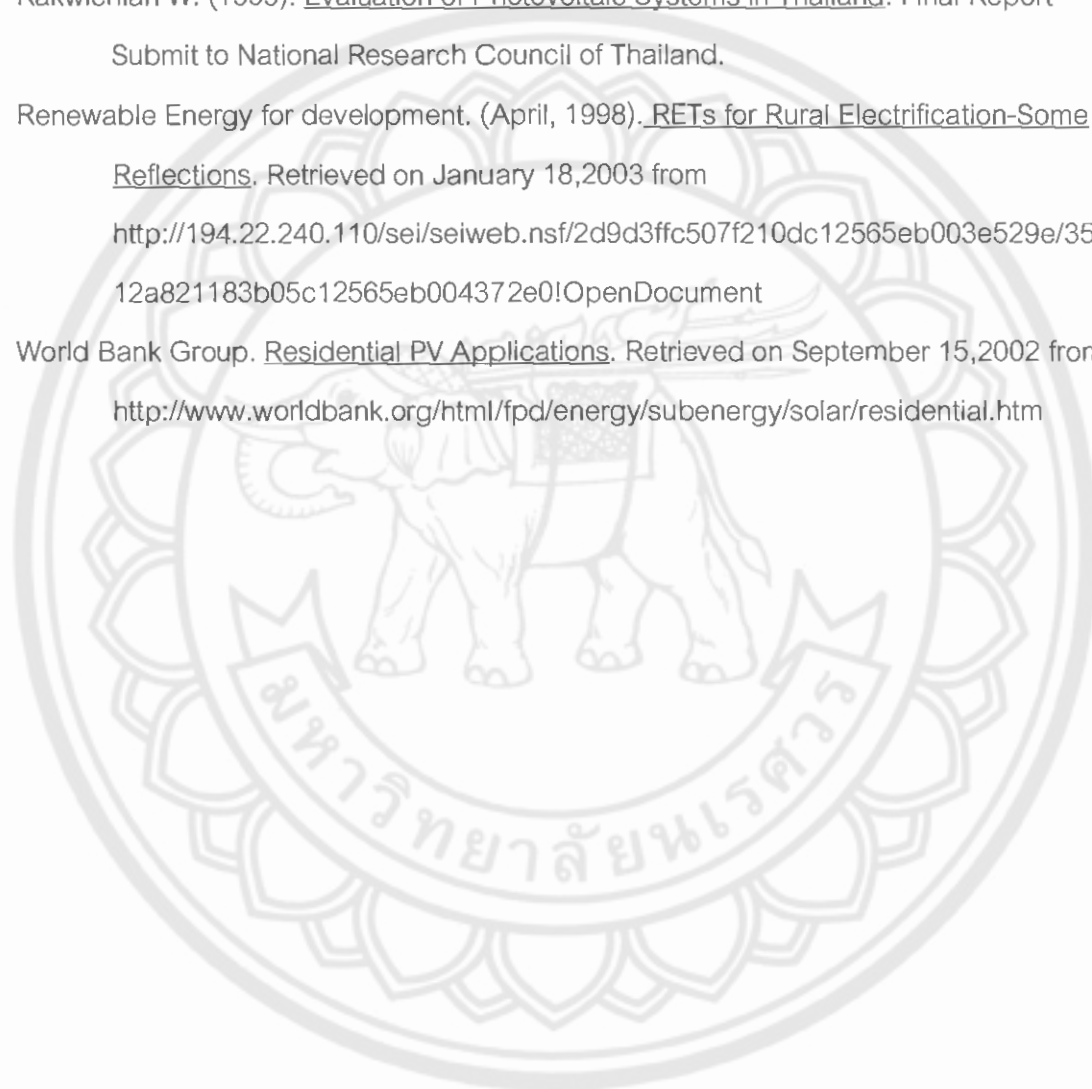 W. (1995). Evaluation of Photovoltaic Systems in Thailand. Final Report
Submit to National Research Council of Thailand.
Renewable Energy for development. (April, 1998). RETs for Rural Electrification-Some
Reflections. Retrieved on January 18,2003 from
http://194.22.240.110/sei/seiweb.nsf/2d9d3ffc507f210dc12565eb003e529e/35
12a821183b05c12565eb004372e0!OpenDocument
World Bank Group. Residential PV Applications. Retrieved on September 15,2002 from
http://www.worldbank.org/html/fpd/energy/subenergy/solar/residential.htm
มหาวิทยาลัยนเรศวร